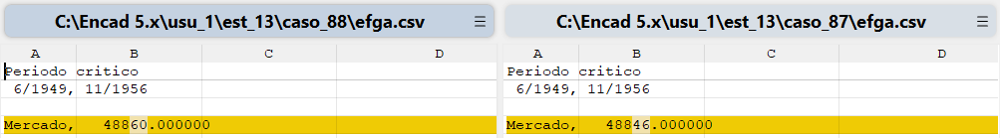 C:\Encad 5.x\usu_1\est_13\caso_88\efga.csv
A B C D
Periodo critico
6/1949, 11/1956
Mercado, 48860.000000
C:\Encad 5.x\usu_1\est_13\caso_87\efga.csv
A B C D
Periodo critico
6/1949, 11/1956
Mercado, 48846.000000